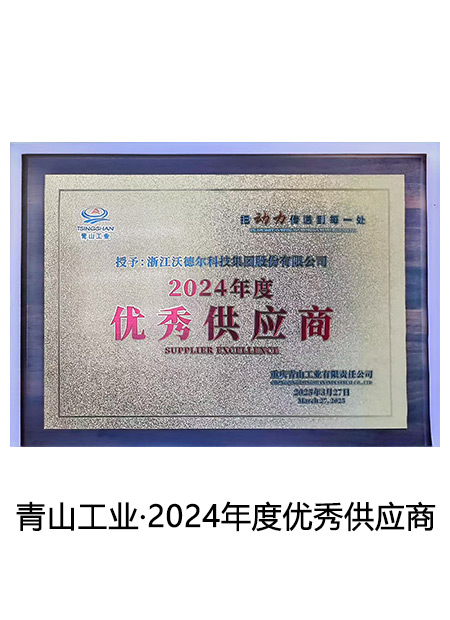 TSINGSHAN
青山工业
把动力传递到每一处
授予：浙江沃德尔科技集团股份有限公司
2024年度
优秀供应商
SUPPLIER EXCELLENCE
重庆青山工业有限责任公司
2025年3月27日
March 27, 2025
青山工业·2024年度优秀供应商